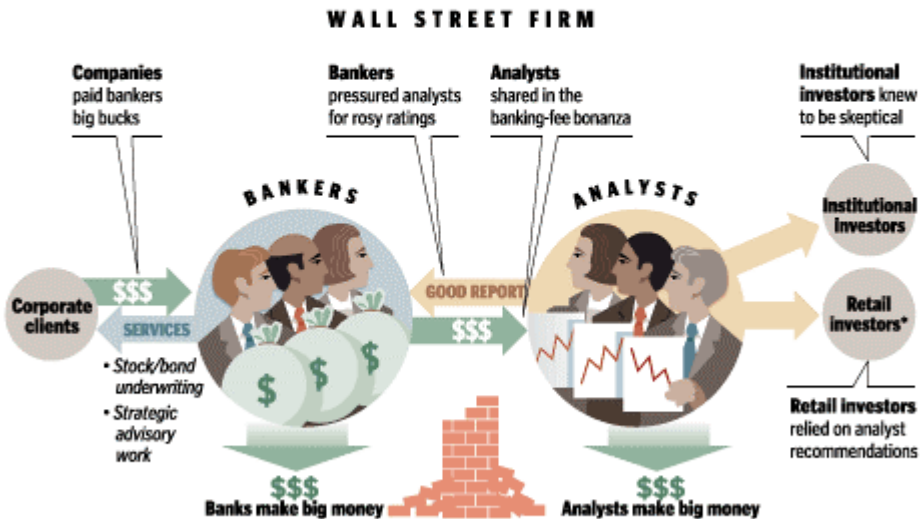 WALL STREET FIRM
Companies
paid bankers
big bucks
Bankers
pressured analysts
for rosy ratings
Analysts
shared in the
banking-fee bonanza
Institutional
investors knew
to be skeptical
BANKERS
ANALYSTS
Corporate
clients
$$$
SERVICES
• Stock/bond
underwriting
• Strategic
advisory
work
$
$
$
GOOD REPORT
$$$
Institutional
investors
Retail
investors*
Retail investors
relied on analyst
recommendations
$$$
Banks make big money
$$$
Analysts make big money